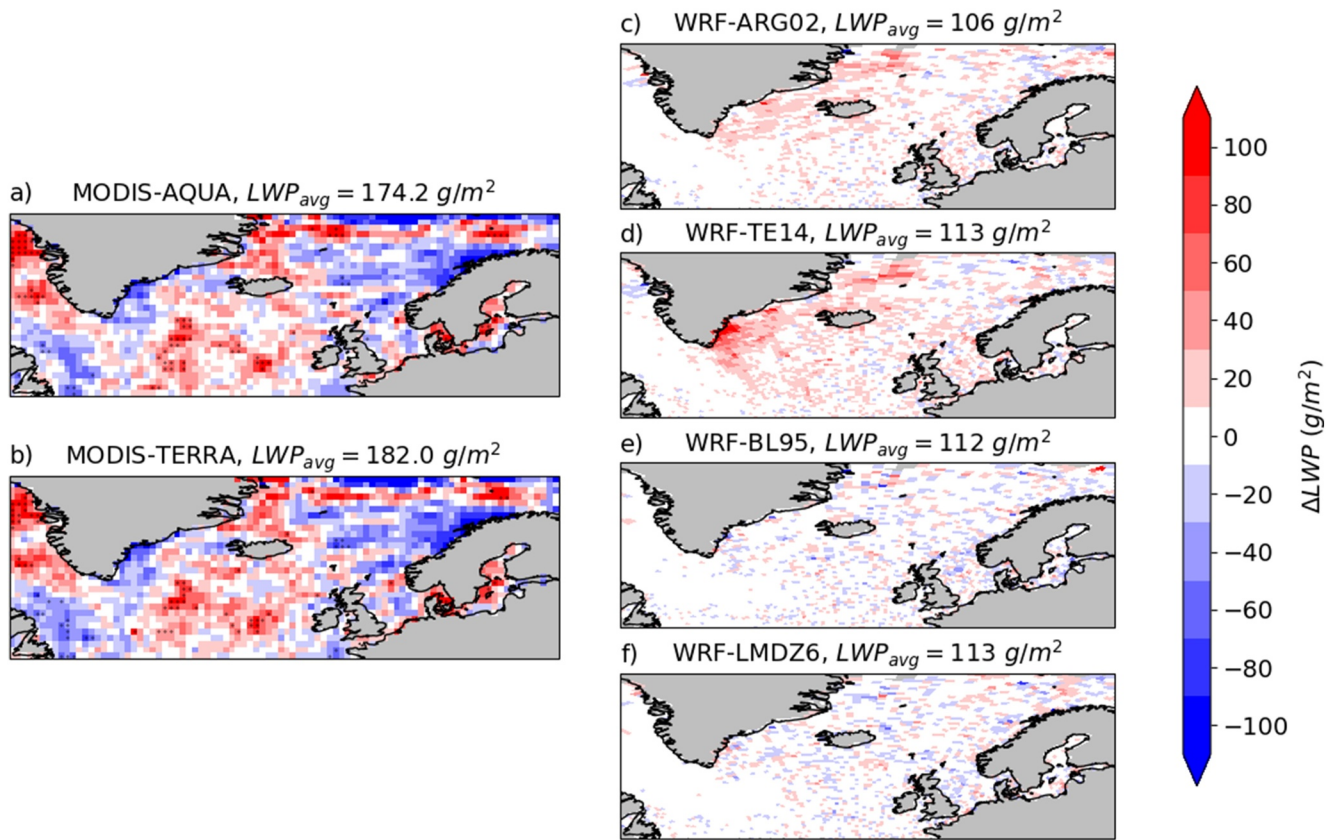 a) MODIS-AQUA, LWP_avg = 174.2 g/m²
b) MODIS-TERRA, LWP_avg = 182.0 g/m²
c) WRF-ARG02, LWP_avg = 106 g/m²
d) WRF-TE14, LWP_avg = 113 g/m²
e) WRF-BL95, LWP_avg = 112 g/m²
f) WRF-LMDZ6, LWP_avg = 113 g/m²
100
80
60
40
20
0
−20
−40
−60
−80
−100
ΔLWP (g/m²)